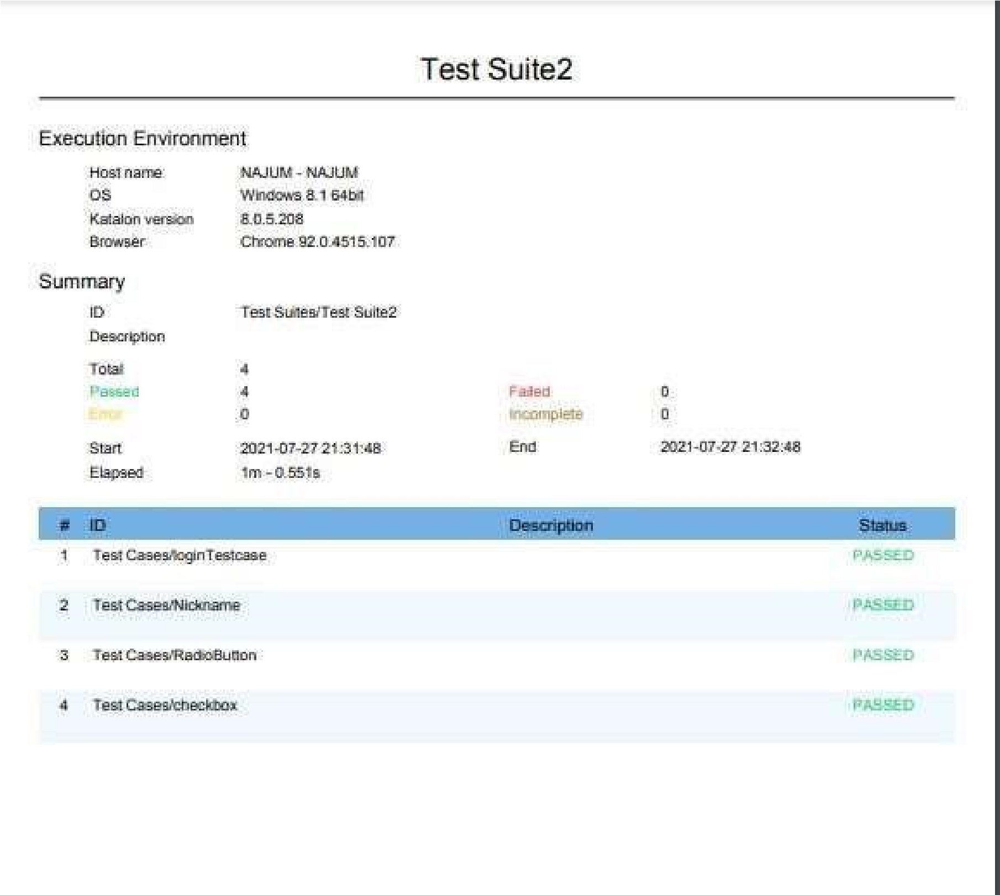 Test Suite2
Execution Environment
Host name NAJUM - NAJUM
OS Windows 8.1 64bit
Katalon version 8.0.5.208
Browser Chrome 92.0.4515.107
Summary
ID Test Suites/Test Suite2
Description
Total 4
Passed 4 Failed 0
Error 0 Incomplete 0
Start 2021-07-27 21:31:48 End 2021-07-27 21:32:48
Elapsed 1m - 0.551s
# ID Description Status
1 Test Cases/loginTestcase PASSED
2 Test Cases/Nickname PASSED
3 Test Cases/RadioButton PASSED
4 Test Cases/checkbox PASSED